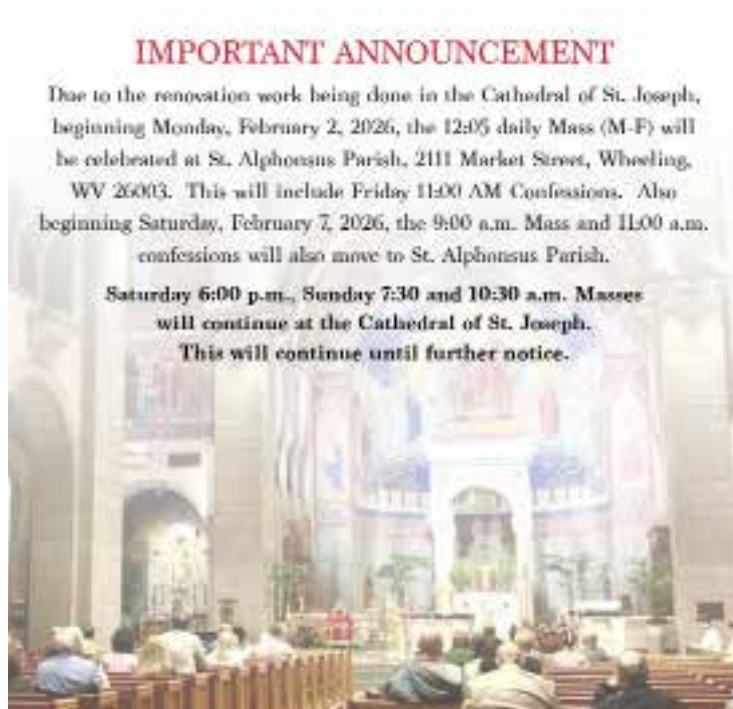 IMPORTANT ANNOUNCEMENT
Due to the renovation work being done in the Cathedral of St. Joseph,
beginning Monday, February 2, 2026, the 12:05 daily Mass (M-F) will
be celebrated at St. Alphonsus Parish, 2111 Market Street, Wheeling,
WV 26003. This will include Friday 11:00 AM Confessions. Also
beginning Saturday, February 7, 2026, the 9:00 a.m. Mass and 11:00 a.m.
confessions will also move to St. Alphonsus Parish.
Saturday 6:00 p.m., Sunday 7:30 and 10:30 a.m. Masses
will continue at the Cathedral of St. Joseph.
This will continue until further notice.